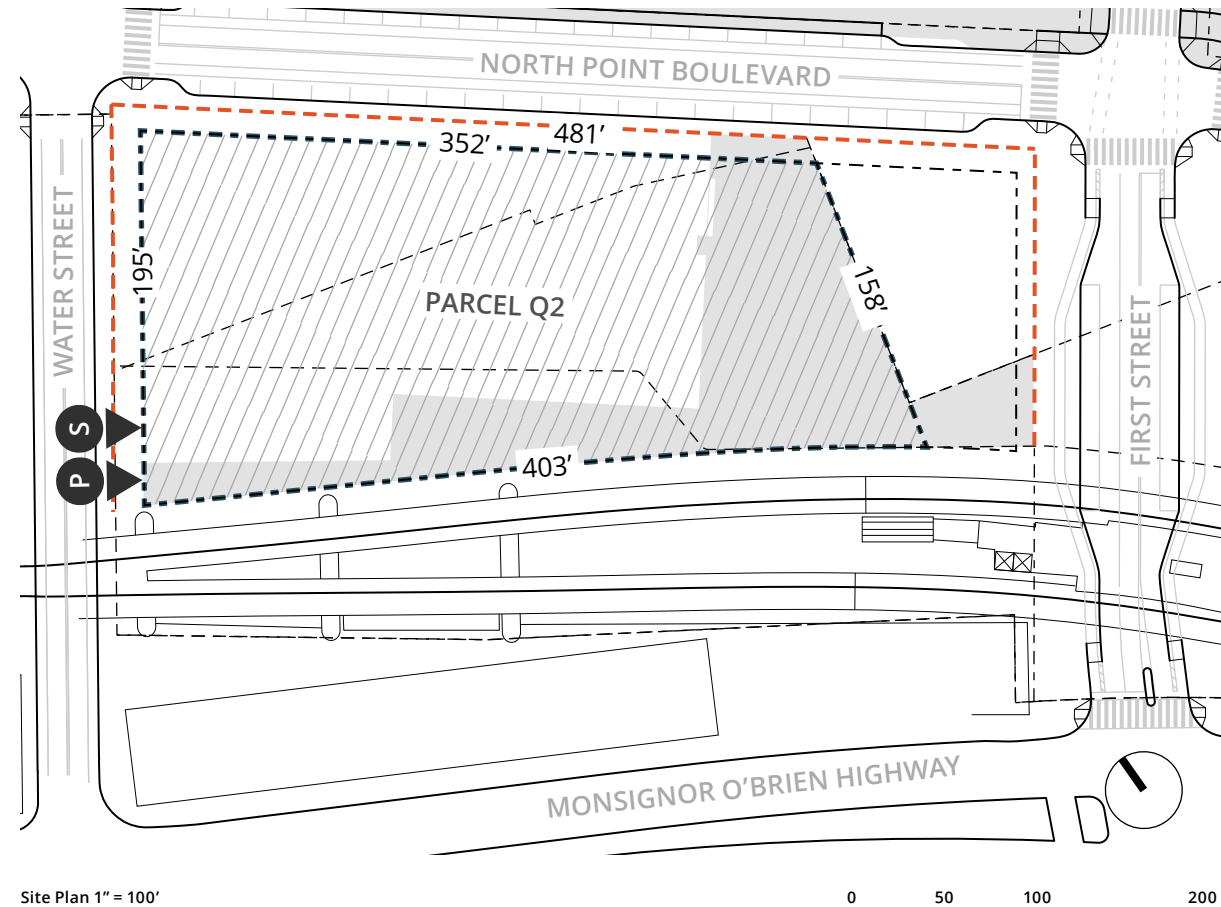 NORTH POINT BOULEVARD
481’
352’
195’
WATER STREET
PARCEL Q2
158’
FIRST STREET
S
P
403’
MONSIGNOR O’BRIEN HIGHWAY
Site Plan 1” = 100’
0 50 100 200